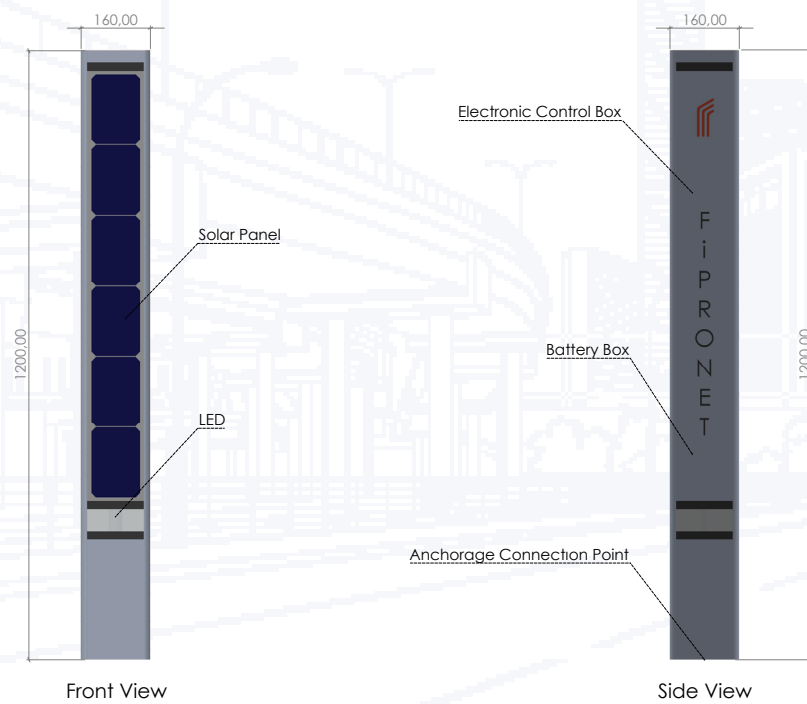 160,00
160,00
Electronic Control Box
Solar Panel
FiPRONET
1200,00
Battery Box
1200,00
LED
Anchorage Connection Point
Front View
Side View